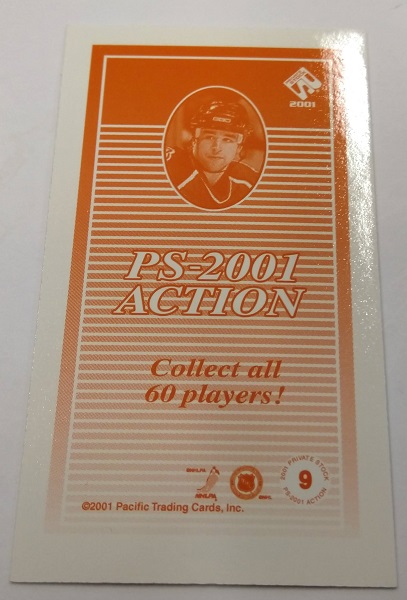 2001
PS-2001
ACTION
Collect all
60 players!
2001 PRIVATE STOCK
9
PS-2001 ACTION
NHLPA
©2001 Pacific Trading Cards, Inc.